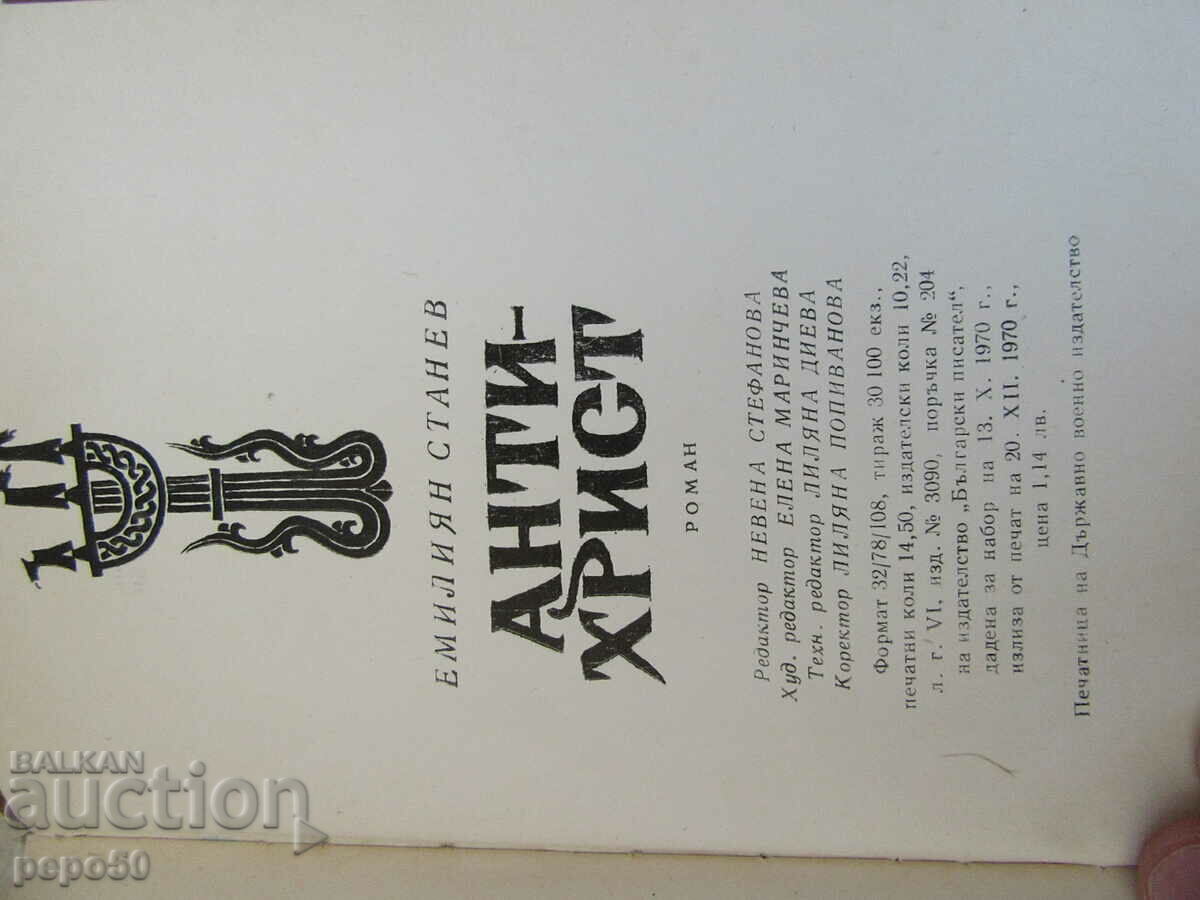 ЕМИЛИЯН СТАНЕВ
АНТИ-
ХРИСТ
РОМАН
Редактор НЕВЕНА СТЕФАНОВА
Худ. редактор ЕЛЕНА МАРИНЧЕВА
Техн. редактор ЛИЛЯНА ДИЕВА
Коректор ЛИЛЯНА ПОПИВАНОВА
Формат 32/78/108, тираж 30 100 екз.,
печатни коли 14,50, издателски коли 10,22,
л. г. VI, изд. № 3090, поръчка № 204
на издателство „Български писател“,
дадена за набор на 13. X. 1970 г.,
излиза от печат на 20. XII. 1970 г.,
цена 1,14 лв.
Печатница на Държавно военно издателство
BALKAN
auction
pepo50